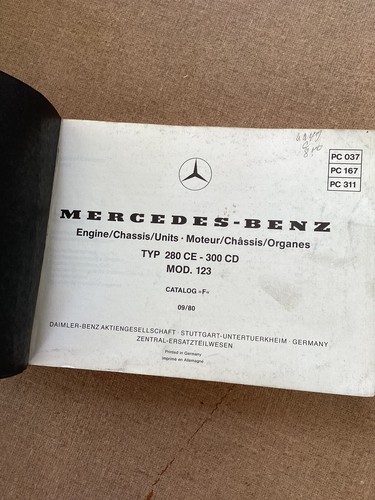 PC 037
PC 167
PC 311
MERCEDES-BENZ
Engine/Chassis/Units · Moteur/Châssis/Organes
TYP 280 CE - 300 CD
MOD. 123
CATALOG »F«
09/80
DAIMLER-BENZ AKTIENGESELLSCHAFT · STUTTGART-UNTERTUERKHEIM · GERMANY
ZENTRAL-ERSATZTEILWESEN
Printed in Germany
Imprimé en Allemagne